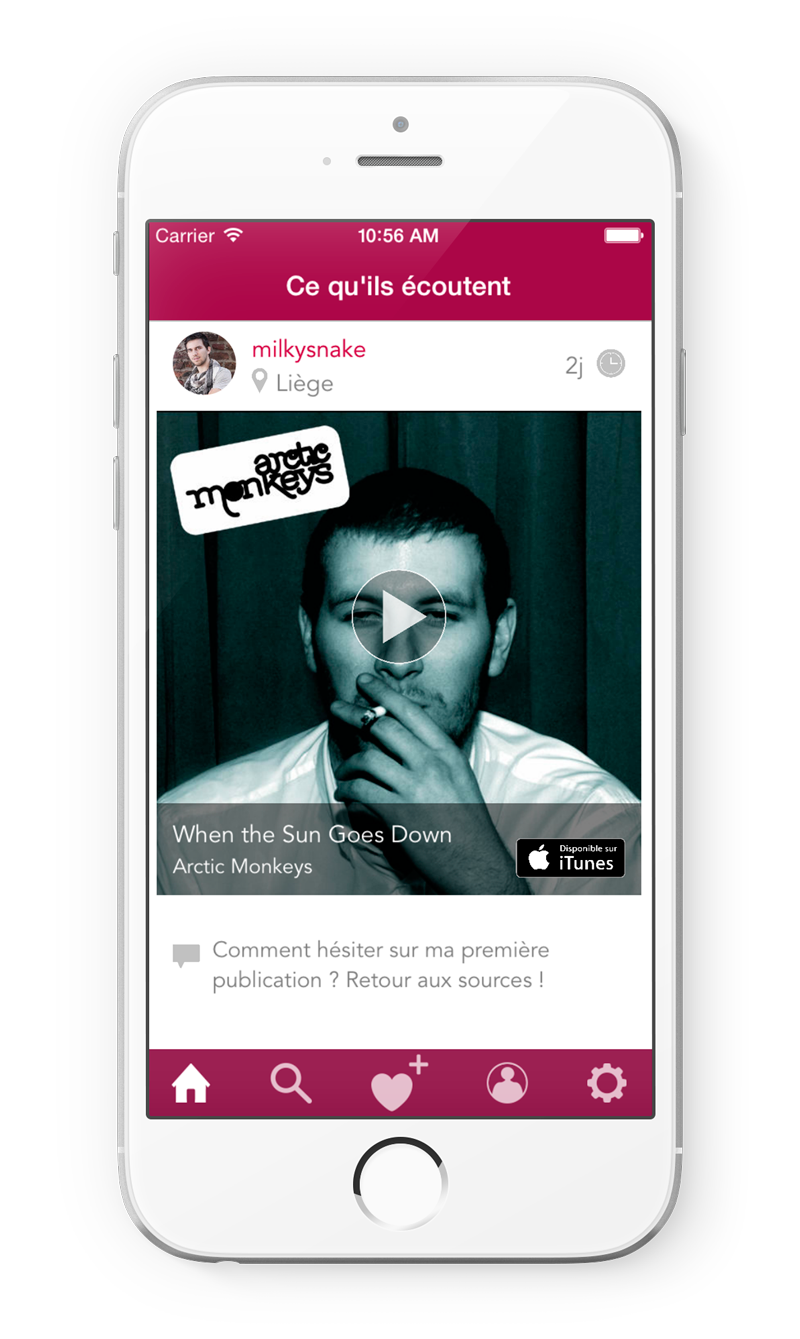 Carrier
10:56 AM
Ce qu'ils écoutent
milkysnake
Liège
2j
arctic
monkeys
When the Sun Goes Down
Arctic Monkeys
Disponible sur
iTunes
Comment hésiter sur ma première
publication ? Retour aux sources !